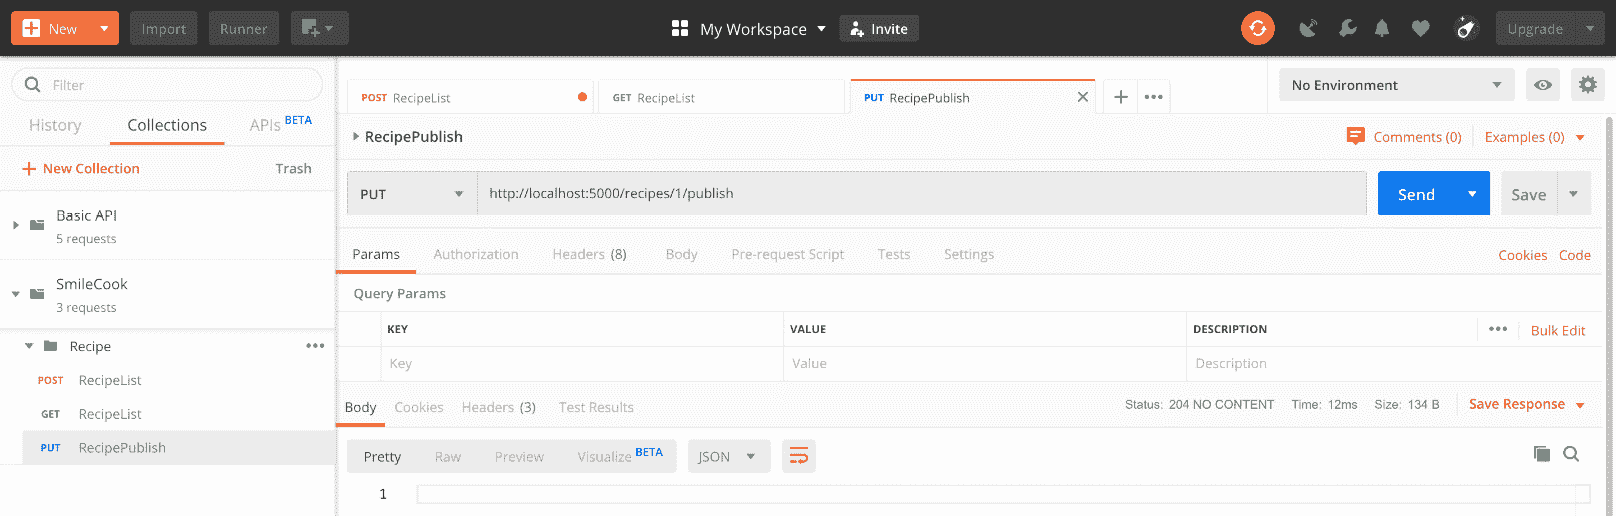 New Import Runner My Workspace Invite Upgrade
Filter
History Collections APIs BETA
New Collection Trash
Basic API
5 requests
SmileCook
3 requests
Recipe
POST RecipeList
GET RecipeList
PUT RecipePublish
POST RecipeList GET RecipeList PUT RecipePublish No Environment
RecipePublish Comments (0) Examples (0)
PUT http://localhost:5000/recipes/1/publish Send Save
Params Authorization Headers (8) Body Pre-request Script Tests Settings Cookies Code
Query Params
KEY VALUE DESCRIPTION Bulk Edit
Key Value Description
Body Cookies Headers (3) Test Results Status: 204 NO CONTENT Time: 12ms Size: 134 B Save Response
Pretty Raw Preview Visualize BETA JSON
1